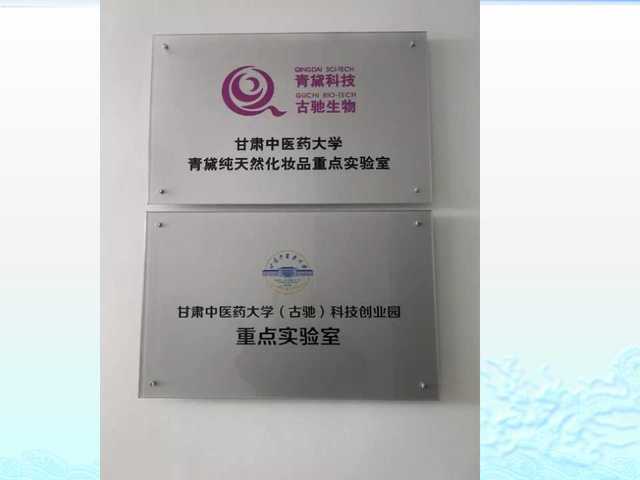 QINGDAI SCI-TECH
青黛科技
GUCHI BIO-TECH
古驰生物
甘肃中医药大学
青黛纯天然化妆品重点实验室
甘肃中医药大学（古驰）科技创业园
重点实验室